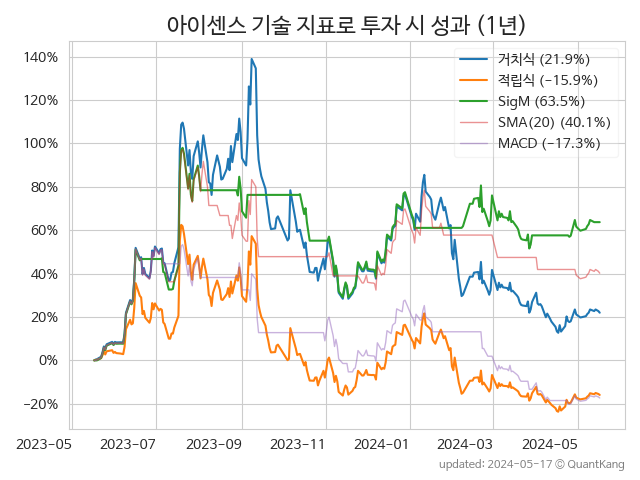 아이센스 기술 지표로 투자 시 성과 (1년)
거치식 (21.9%)
적립식 (−15.9%)
SigM (63.5%)
SMA(20) (40.1%)
MACD (−17.3%)
140%
120%
100%
80%
60%
40%
20%
0%
−20%
2023−05 2023−07 2023−09 2023−11 2024−01 2024−03 2024−05
updated: 2024-05-17 © QuantKang